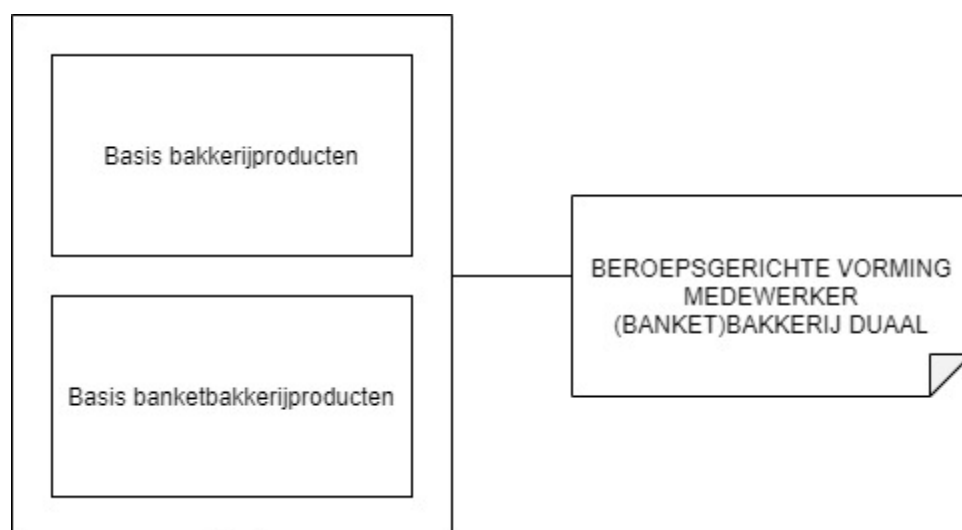 Basis bakkerijproducten
BEROEPSGERICHTE VORMING
MEDEWERKER
(BANKET)BAKKERIJ DUAAL
Basis banketbakkerijproducten